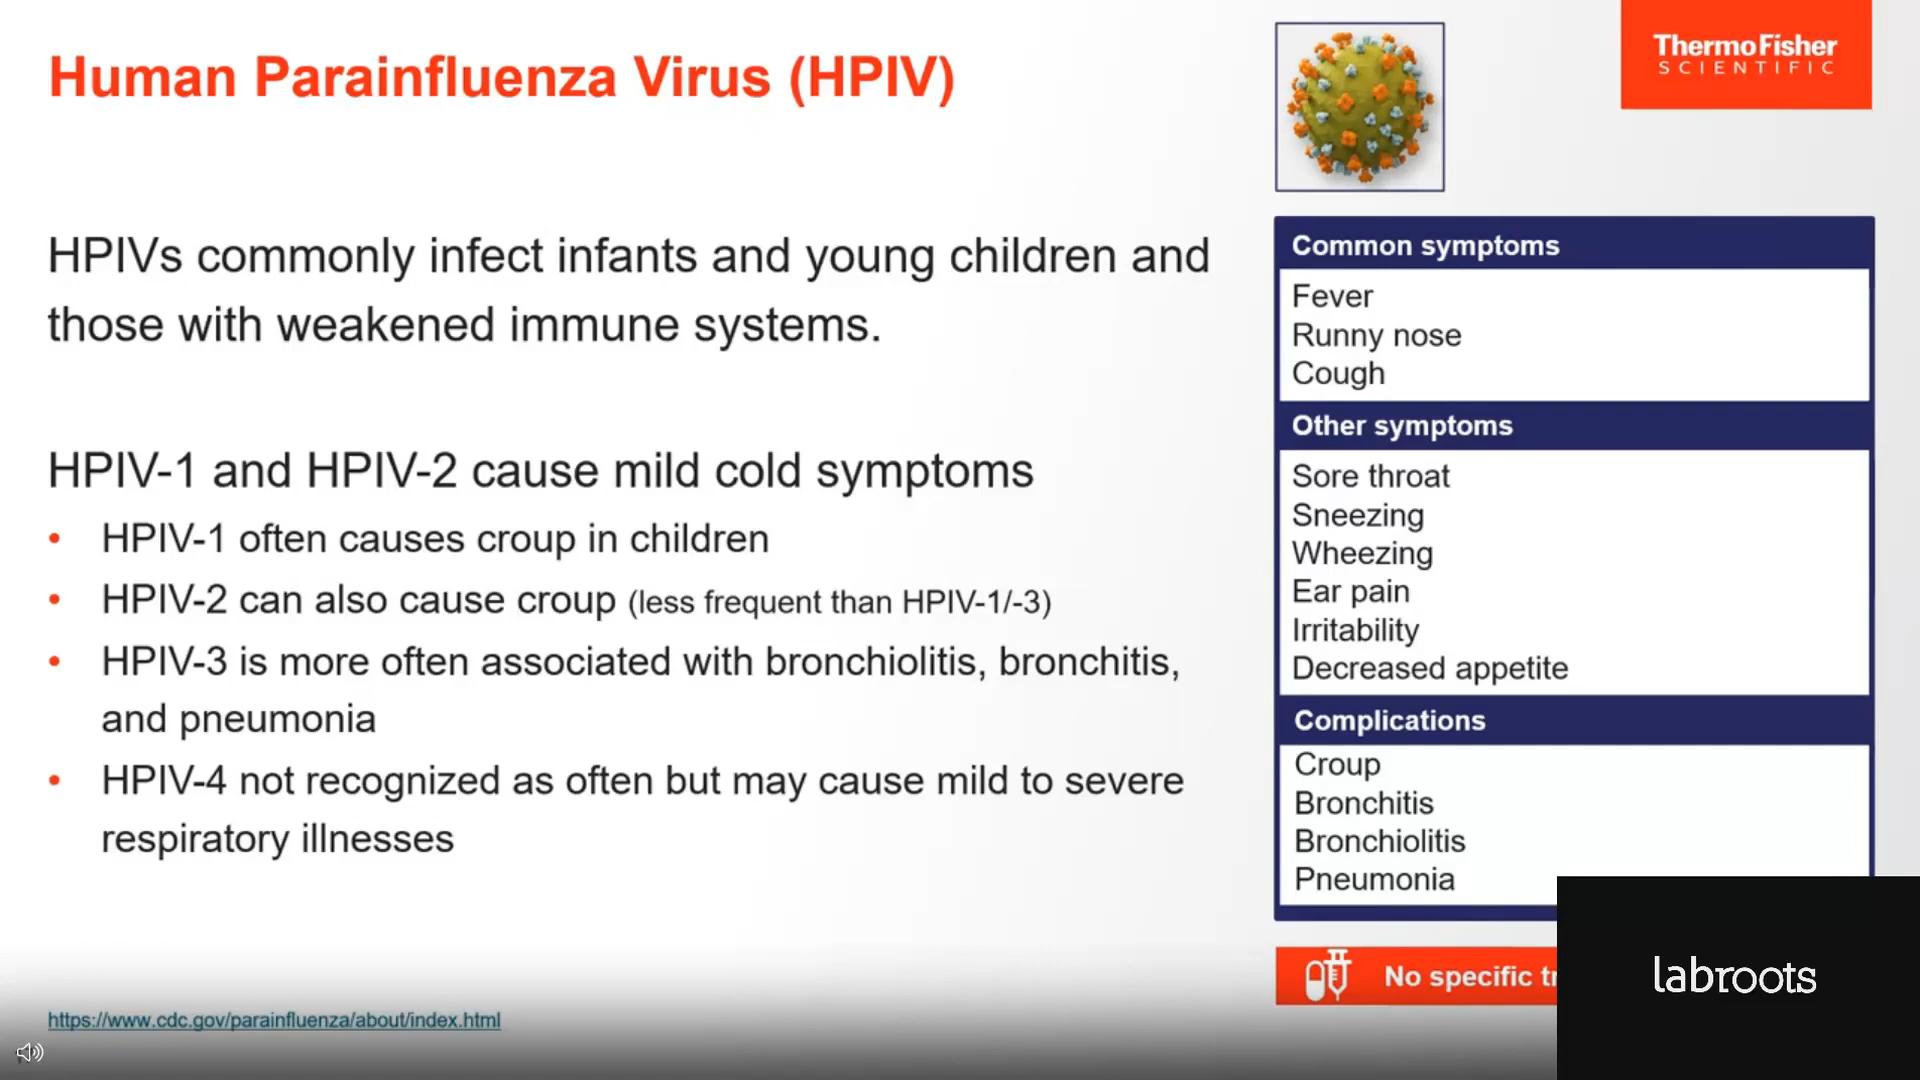 Human Parainfluenza Virus (HPIV)
ThermoFisher
SCIENTIFIC
HPIVs commonly infect infants and young children and
those with weakened immune systems.
HPIV-1 and HPIV-2 cause mild cold symptoms
• HPIV-1 often causes croup in children
• HPIV-2 can also cause croup (less frequent than HPIV-1/-3)
• HPIV-3 is more often associated with bronchiolitis, bronchitis,
and pneumonia
• HPIV-4 not recognized as often but may cause mild to severe
respiratory illnesses
https://www.cdc.gov/parainfluenza/about/index.html
Common symptoms
Fever
Runny nose
Cough
Other symptoms
Sore throat
Sneezing
Wheezing
Ear pain
Irritability
Decreased appetite
Complications
Croup
Bronchitis
Bronchiolitis
Pneumonia
No specific
labroots